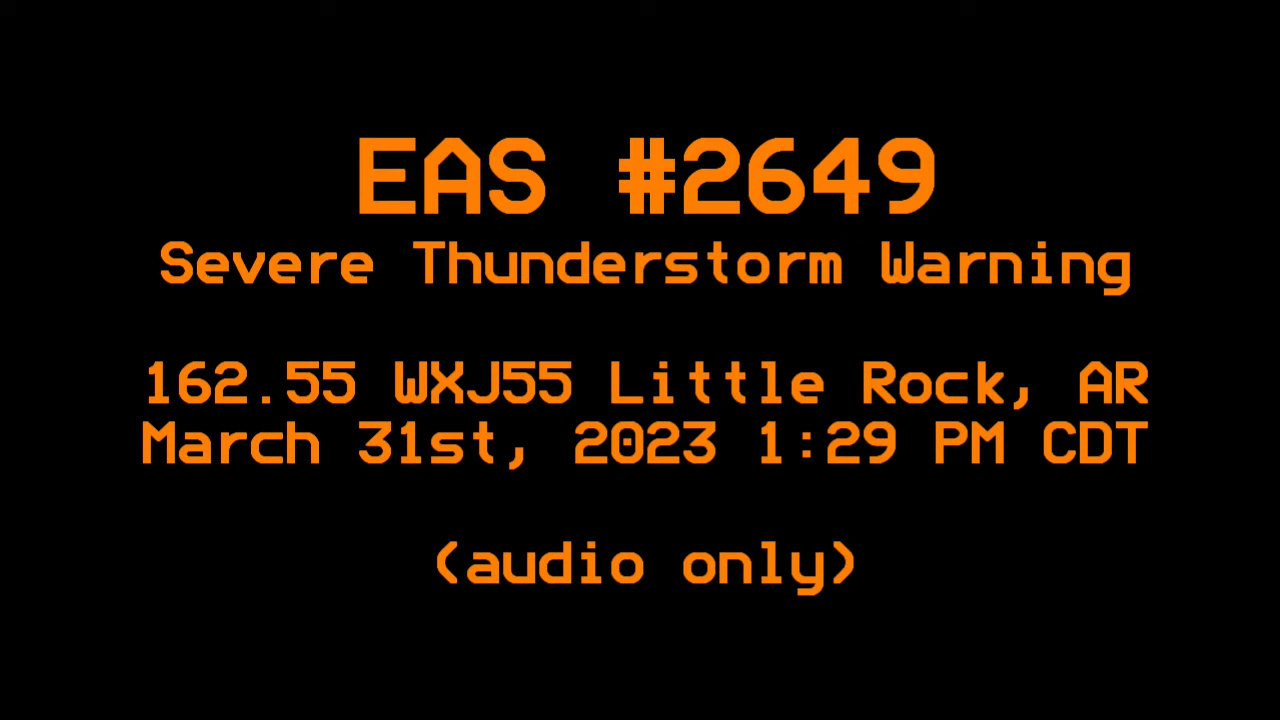 EAS #2649
Severe Thunderstorm Warning
162.55 WXJ55 Little Rock, AR
March 31st, 2023 1:29 PM CDT
(audio only)